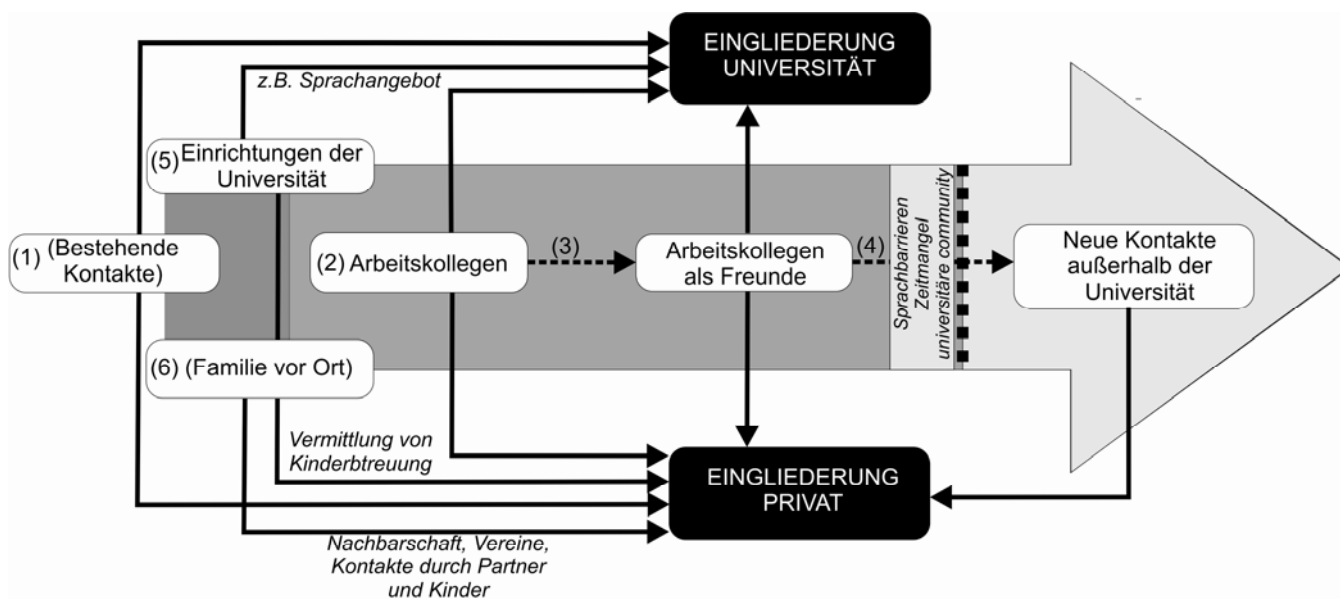 EINGLIEDERUNG
UNIVERSITÄT
z.B. Sprachangebot
(5) Einrichtungen der
Universität
(1) (Bestehende
Kontakte)
(2) Arbeitskollegen
(3)
Arbeitskollegen
als Freunde
(4)
Sprachbarrieren
Zeitmangel
universitäre community
Neue Kontakte
außerhalb der
Universität
(6) (Familie vor Ort)
Vermittlung von
Kinderbtreuung
EINGLIEDERUNG
PRIVAT
Nachbarschaft, Vereine,
Kontakte durch Partner
und Kinder